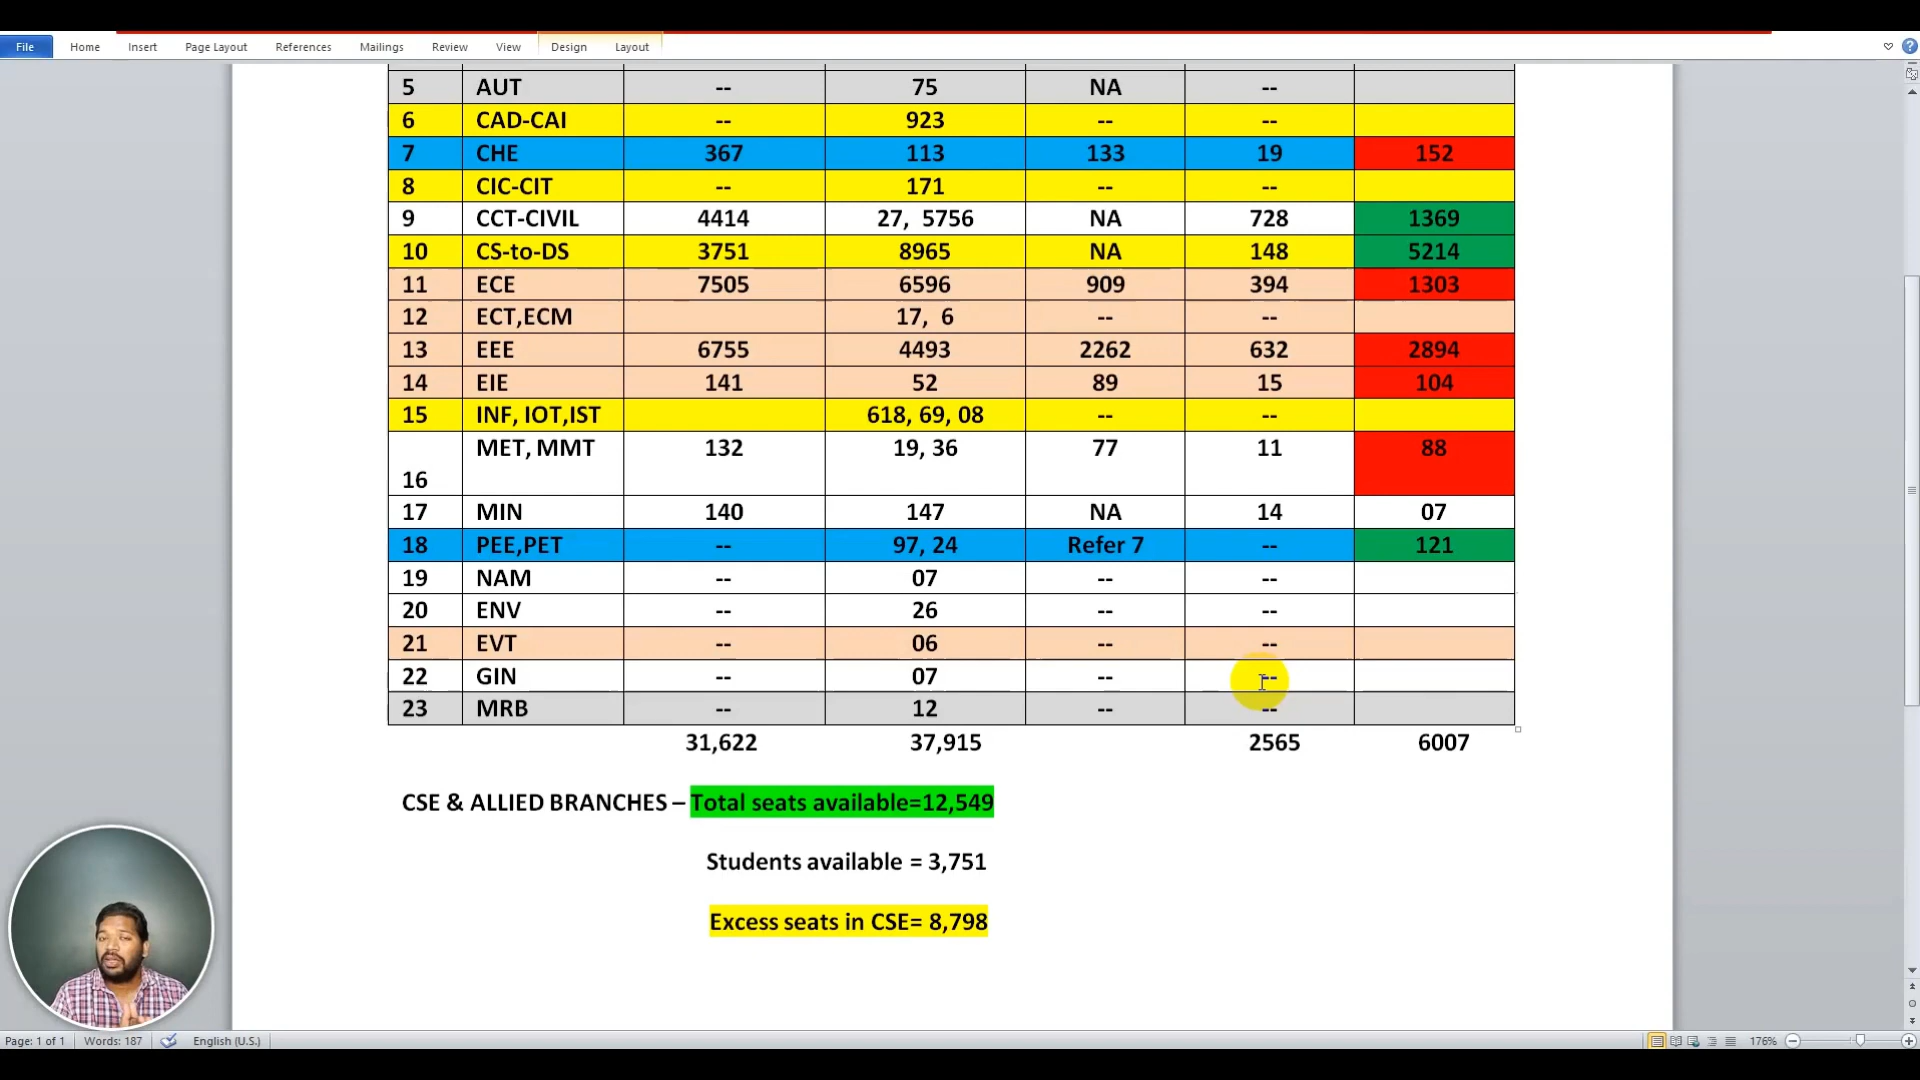 File Home Insert Page Layout References Mailings Review View Design Layout
5 AUT -- 75 NA --
6 CAD-CAI -- 923 -- --
7 CHE 367 113 133 19 152
8 CIC-CIT -- 171 -- --
9 CCT-CIVIL 4414 27, 5756 NA 728 1369
10 CS-to-DS 3751 8965 NA 148 5214
11 ECE 7505 6596 909 394 1303
12 ECT,ECM 17, 6 -- --
13 EEE 6755 4493 2262 632 2894
14 EIE 141 52 89 15 104
15 INF, IOT,IST 618, 69, 08 -- --
16 MET, MMT 132 19, 36 77 11 88
17 MIN 140 147 NA 14 07
18 PEE,PET -- 97, 24 Refer 7 -- 121
19 NAM -- 07 -- --
20 ENV -- 26 -- --
21 EVT -- 06 -- --
22 GIN -- 07 -- --
23 MRB -- 12 -- --
31,622 37,915 2565 6007
CSE & ALLIED BRANCHES – Total seats available=12,549
Students available = 3,751
Excess seats in CSE= 8,798
Page: 1 of 1 Words: 187 English (U.S.) 176%